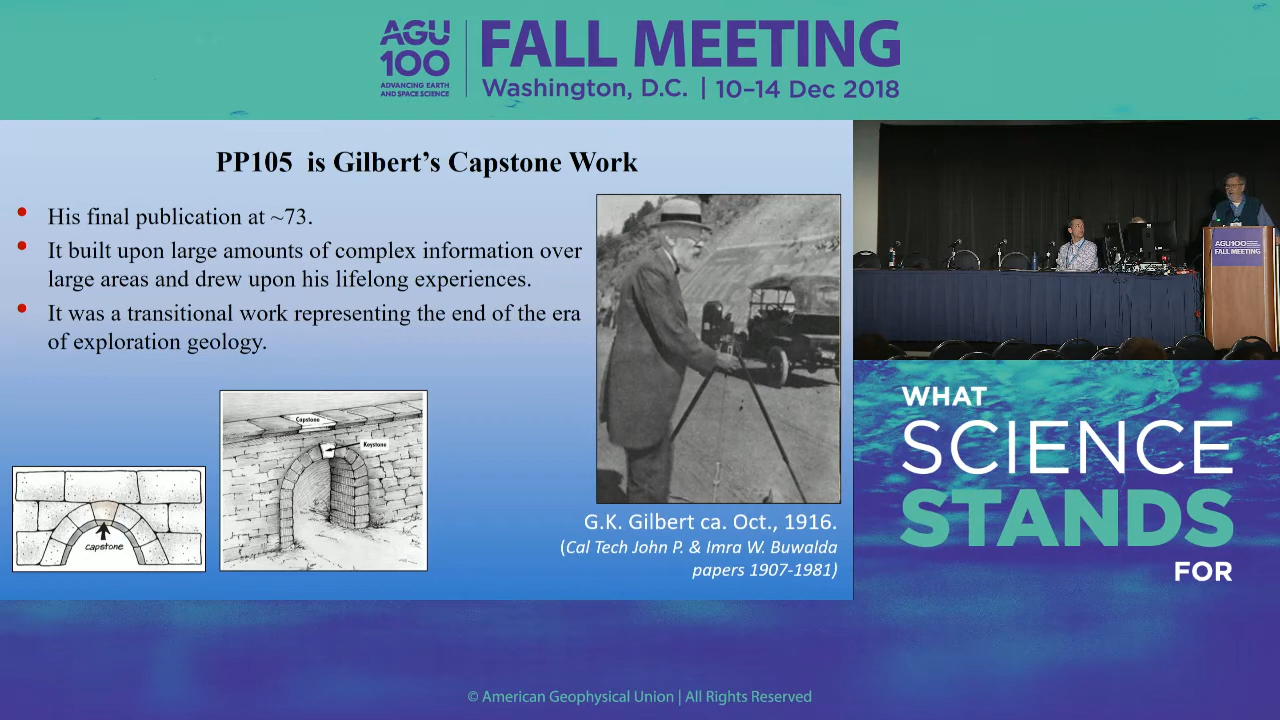 AGU
100
ADVANCING EARTH
AND SPACE SCIENCE
FALL MEETING
Washington, D.C. | 10–14 Dec 2018
PP105 is Gilbert's Capstone Work
His final publication at ~73.
It built upon large amounts of complex information over
large areas and drew upon his lifelong experiences.
It was a transitional work representing the end of the era
of exploration geology.
Capstone
Keystone
capstone
G.K. Gilbert ca. Oct., 1916.
(Cal Tech John P. & Imra W. Buwalda
papers 1907-1981)
AGU100
FALL MEETING
WHAT
SCIENCE
STANDS
FOR
© American Geophysical Union | All Rights Reserved